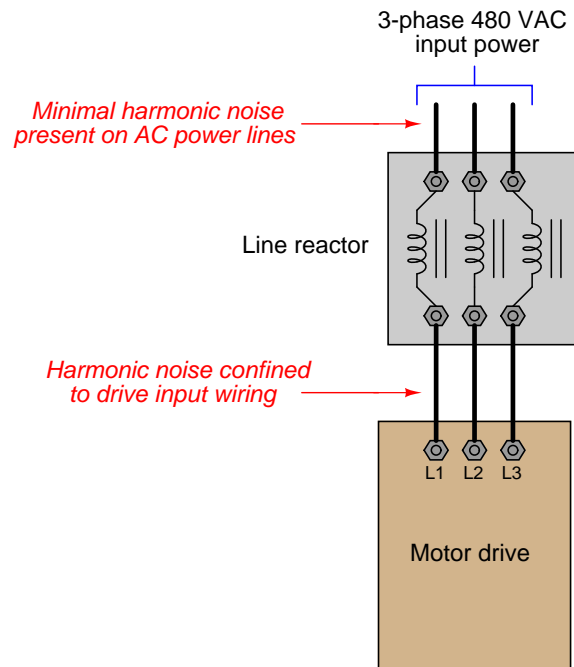 3-phase 480 VAC
input power
Minimal harmonic noise
present on AC power lines
Line reactor
Harmonic noise confined
to drive input wiring
L1 L2 L3
Motor drive